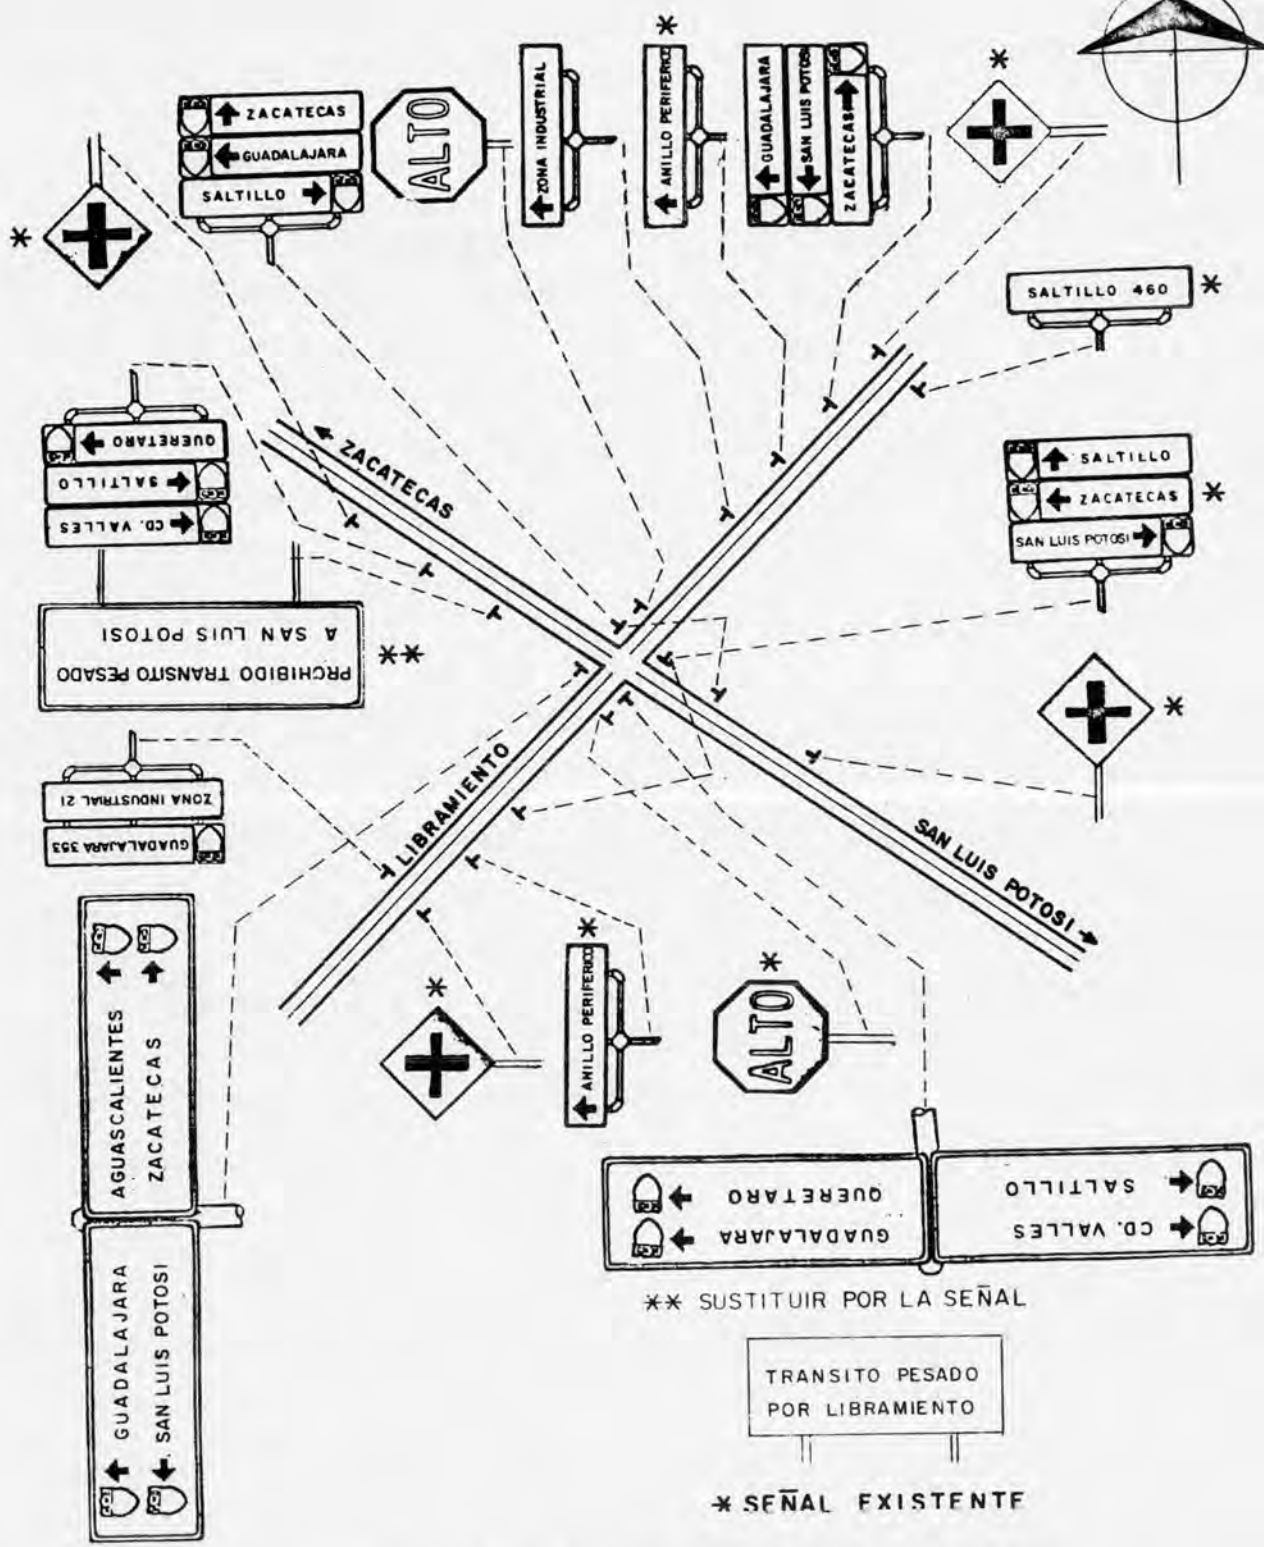 ZACATECAS
GUADALAJARA
SALTILLO
ALTO
ZONA INDUSTRIAL
ANILLO PERIFERICO
GUADALAJARA
SAN LUIS POTOSI
ZACATECAS
SALTILLO 460
QUERETARO
SALTILLO
CD. VALLES
ZACATECAS
SALTILLO
ZACATECAS
SAN LUIS POTOSI
PRCHIBIDO TRANSITO PESADO
A SAN LUIS POTOSI
ZONA INDUSTRIAL 21
GUADALAJARA 353
LIBRAMIENTO
SAN LUIS POTOSI
AGUASCALIENTES
ZACATECAS
GUADALAJARA
SAN LUIS POTOSI
ANILLO PERIFERICO
ALTO
GUADALAJARA
QUERETARO
CD. VALLES
SALTILLO
** SUSTITUIR POR LA SEÑAL
TRANSITO PESADO
POR LIBRAMIENTO
* SEÑAL EXISTENTE